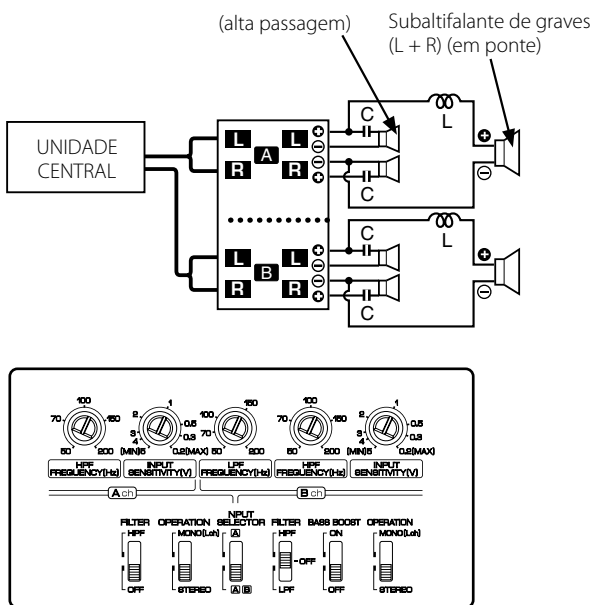 (alta passagem)
Subaltifalante de graves
(L + R) (em ponte)
UNIDADE
CENTRAL
L L
A
R R
C
C
L
L L
B
R R
C
C
L
100
70 150
50 200
HPF
FREQUENCY(Hz)
1
2
3 0.5
4 0.3
(MIN)5 0.2(MAX)
INPUT
SENSITIVITY(V)
150
100
70
50 200
LPF
FREQUENCY(Hz)
100
70 150
50 200
HPF
FREQUENCY(Hz)
1
2
3 0.5
4 0.3
(MIN)5 0.2(MAX)
INPUT
SENSITIVITY(V)
A ch
B ch
FILTER
HPF
OFF
OPERATION
MONO(Lch)
STEREO
NPUT
SELECTOR
A
A B
FILTER
HPF
OFF
LPF
BASS BOOST
ON
OFF
OPERATION
MONO(Lch)
STEREO